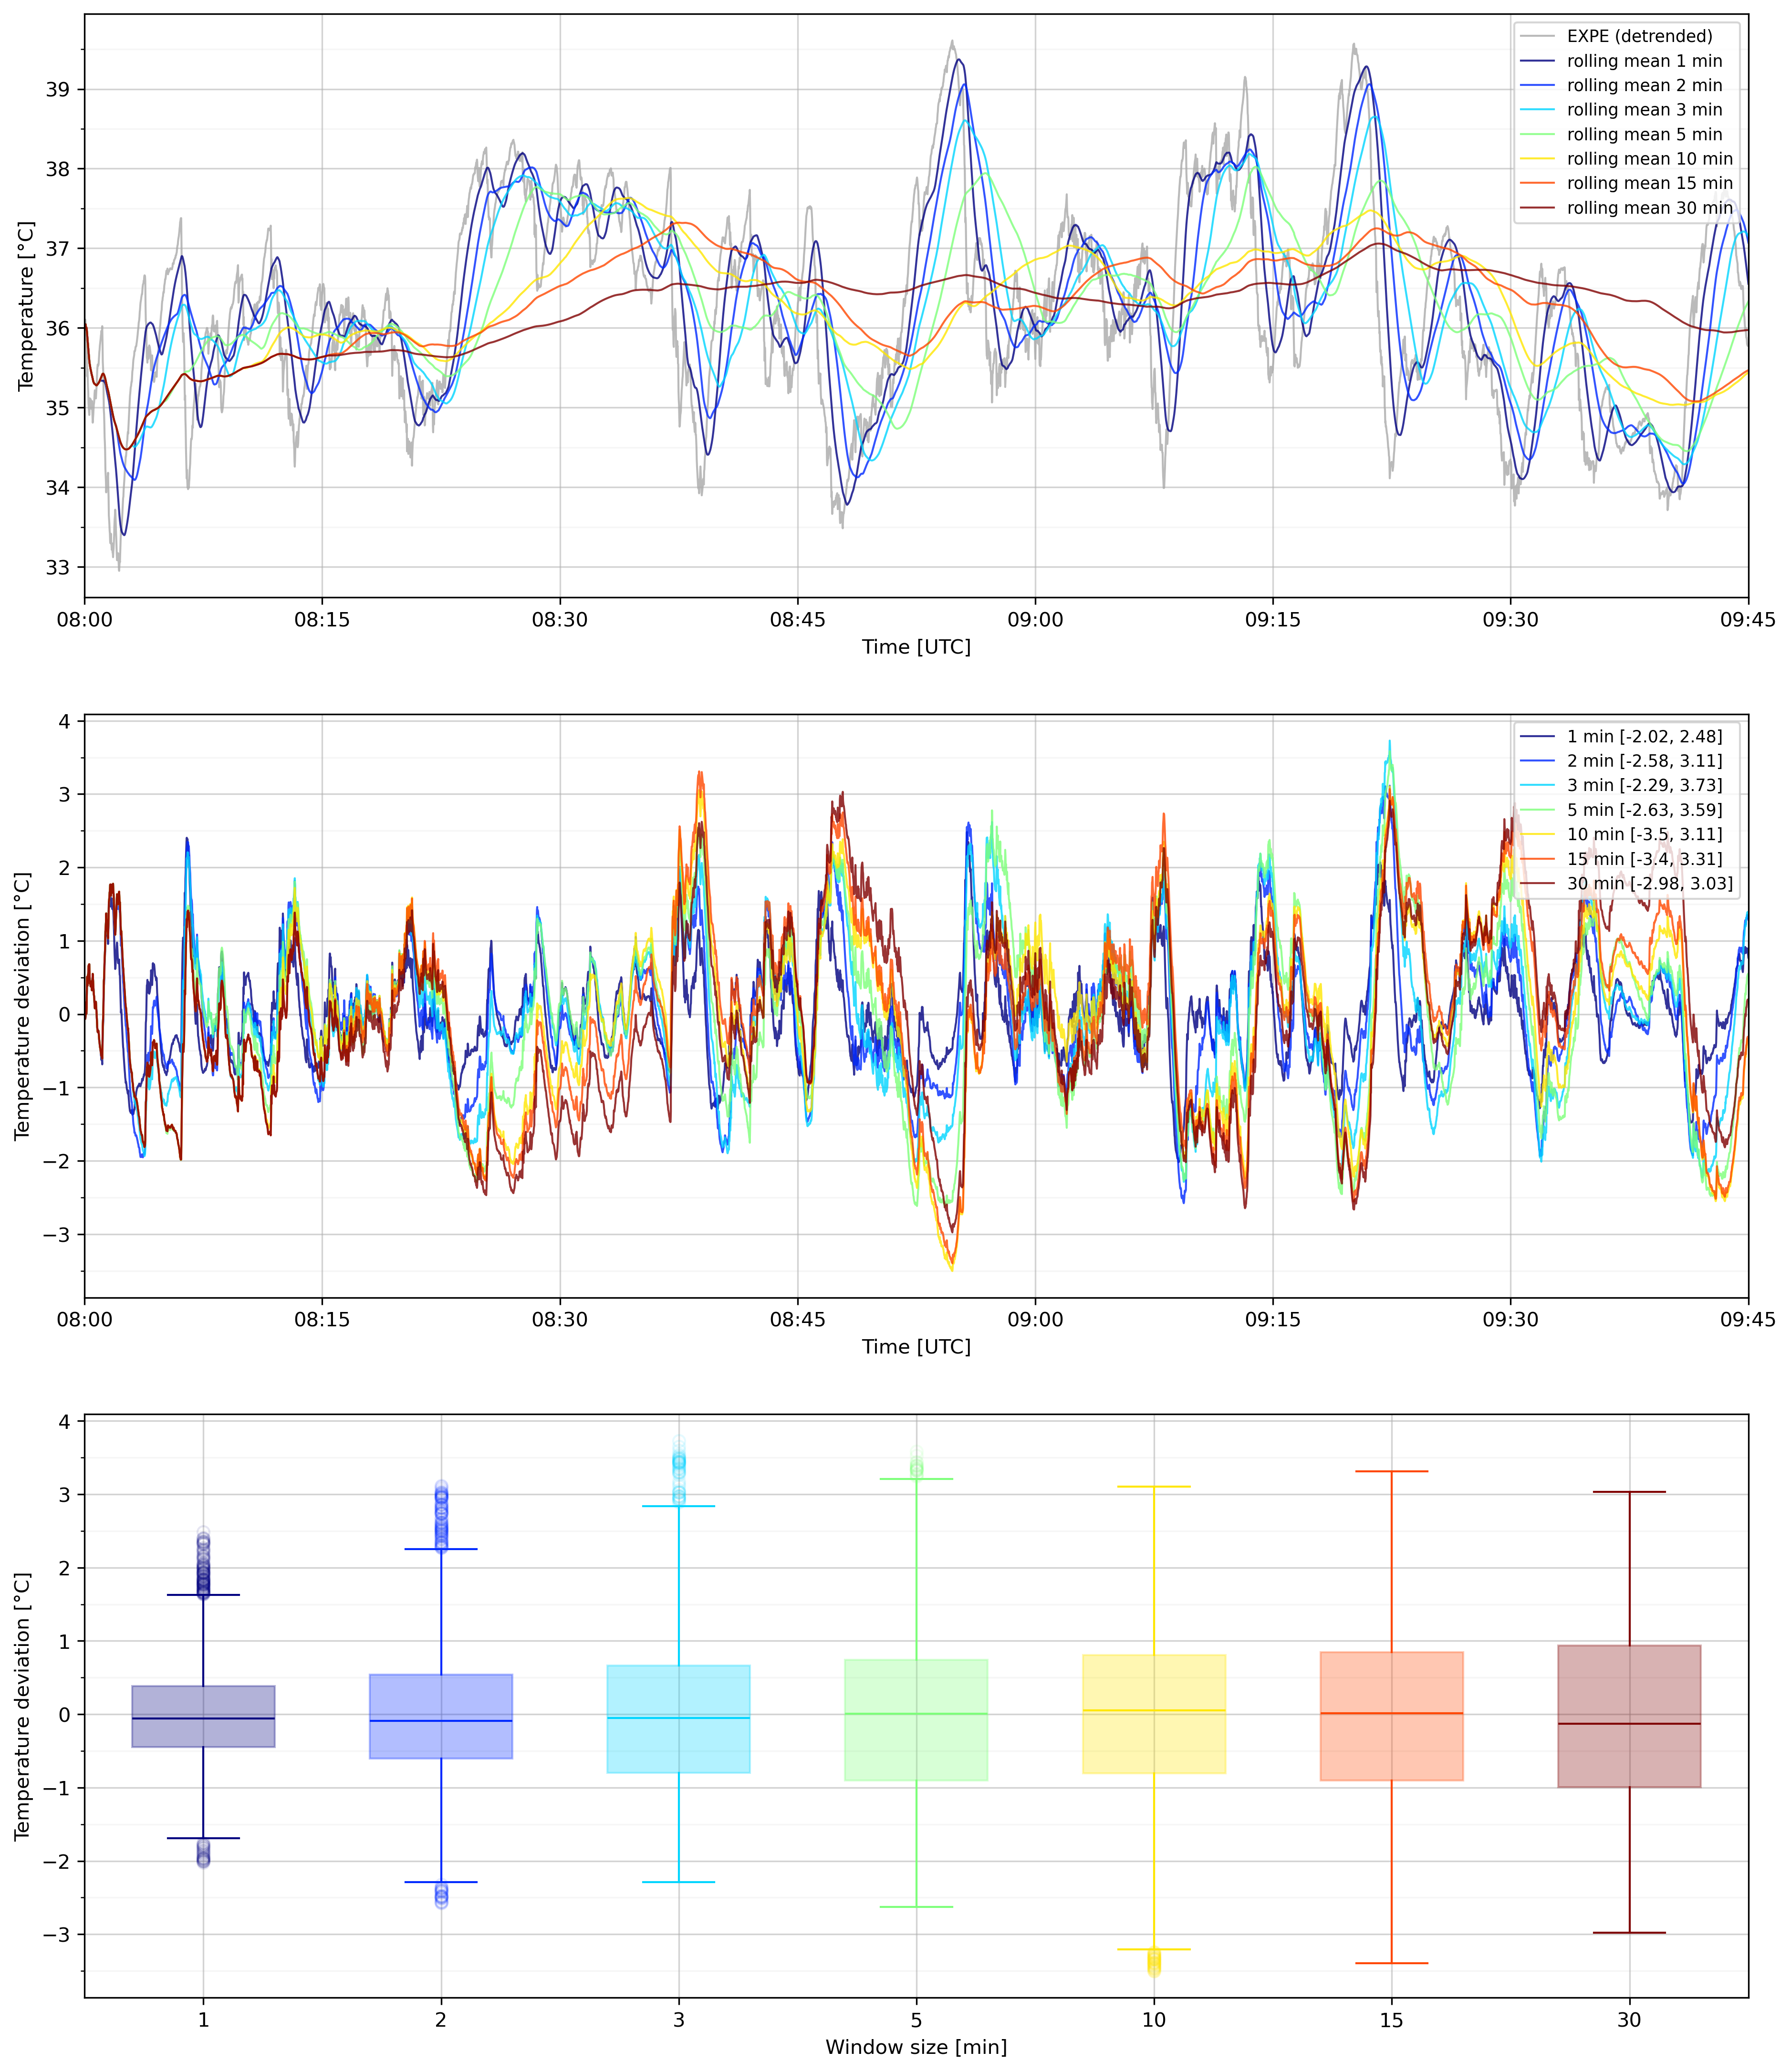 39
38
37
36
35
34
33
Temperature [°C]
EXPE (detrended)
rolling mean 1 min
rolling mean 2 min
rolling mean 3 min
rolling mean 5 min
rolling mean 10 min
rolling mean 15 min
rolling mean 30 min
08:00 08:15 08:30 08:45 09:00 09:15 09:30 09:45
Time [UTC]
4
3
2
1
0
−1
−2
−3
Temperature deviation [°C]
1 min [-2.02, 2.48]
2 min [-2.58, 3.11]
3 min [-2.29, 3.73]
5 min [-2.63, 3.59]
10 min [-3.5, 3.11]
15 min [-3.4, 3.31]
30 min [-2.98, 3.03]
08:00 08:15 08:30 08:45 09:00 09:15 09:30 09:45
Time [UTC]
4
3
2
1
0
−1
−2
−3
Temperature deviation [°C]
1 2 3 5 10 15 30
Window size [min]